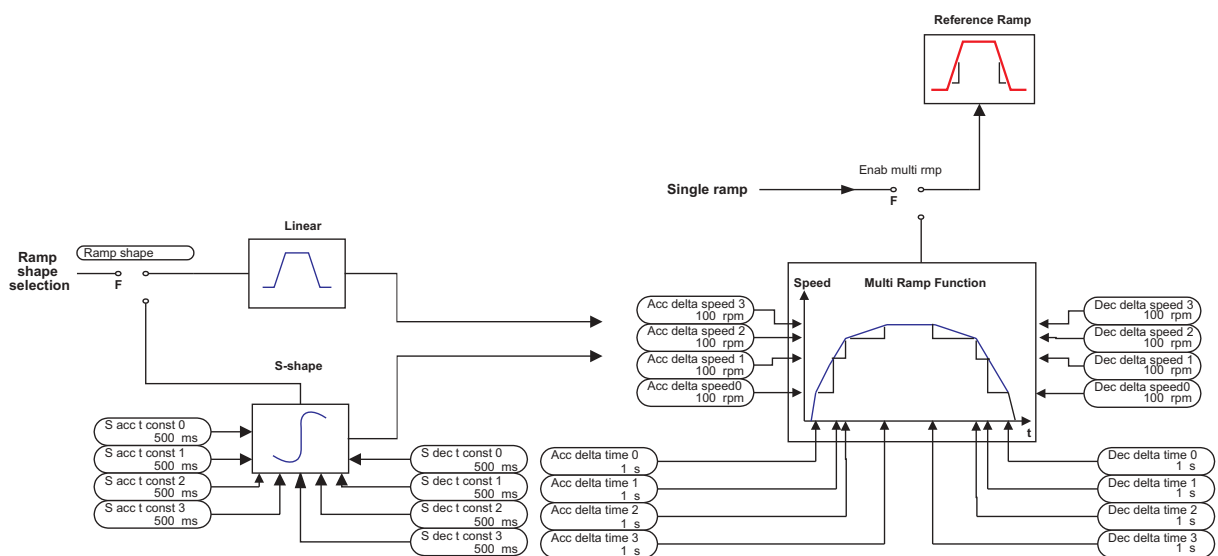 Reference Ramp
Enab multi rmp
Single ramp
F
Linear
Ramp shape
Ramp
shape
selection
F
Speed
Multi Ramp Function
Acc delta speed 3
100 rpm
Acc delta speed 2
100 rpm
Acc delta speed 1
100 rpm
Acc delta speed0
100 rpm
Dec delta speed 3
100 rpm
Dec delta speed 2
100 rpm
Dec delta speed 1
100 rpm
Dec delta speed0
100 rpm
t
S-shape
S acc t const 0
500 ms
S acc t const 1
500 ms
S acc t const 2
500 ms
S acc t const 3
500 ms
S dec t const 0
500 ms
S dec t const 1
500 ms
S dec t const 2
500 ms
S dec t const 3
500 ms
Acc delta time 0
1 s
Acc delta time 1
1 s
Acc delta time 2
1 s
Acc delta time 3
1 s
Dec delta time 0
1 s
Dec delta time 1
1 s
Dec delta time 2
1 s
Dec delta time 3
1 s